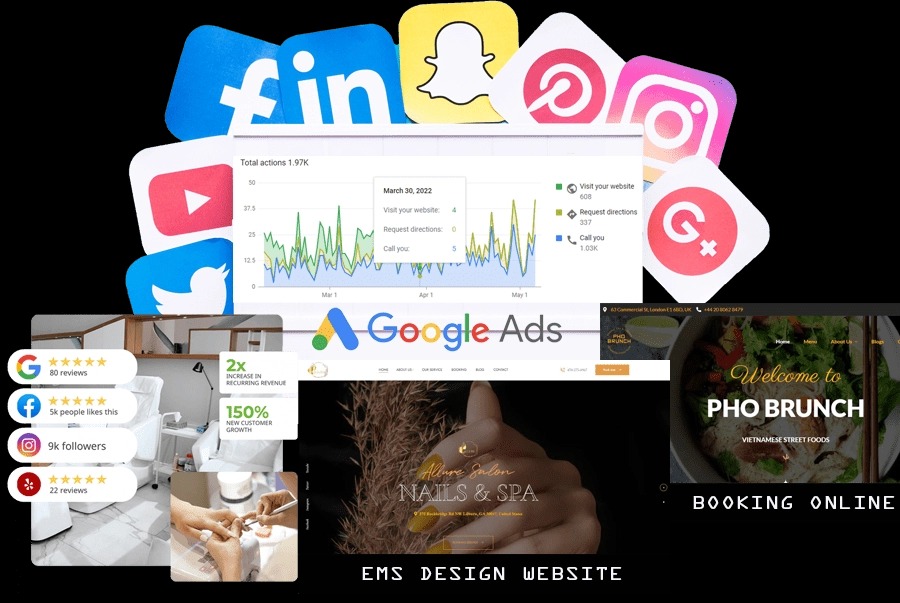 f
in
Total actions 1.97K
50
37.5
25
12.5
0
Mar 1
Apr 1
May 1
March 30, 2022
Visit your website: 4
Request directions: 0
Call you: 5
Visit your website
608
Request directions
337
Call you
1.03K
G+
Google Ads
80 reviews
5k people likes this
9k followers
22 reviews
2x
INCREASE IN
RECURRING REVENUE
150%
NEW CUSTOMER
GROWTH
HOME ABOUT US OUR SERVICE BOOKING BLOG CONTACT
Allure Salon
NAILS & SPA
63 Commercial St, London E1 6BD, UK +44 20 8062 8479
PHO
BRUNCH
Home Menu About Us Blogs
Welcome to
PHO BRUNCH
VIETNAMESE STREET FOODS
BOOKING ONLINE
EMS DESIGN WEBSITE